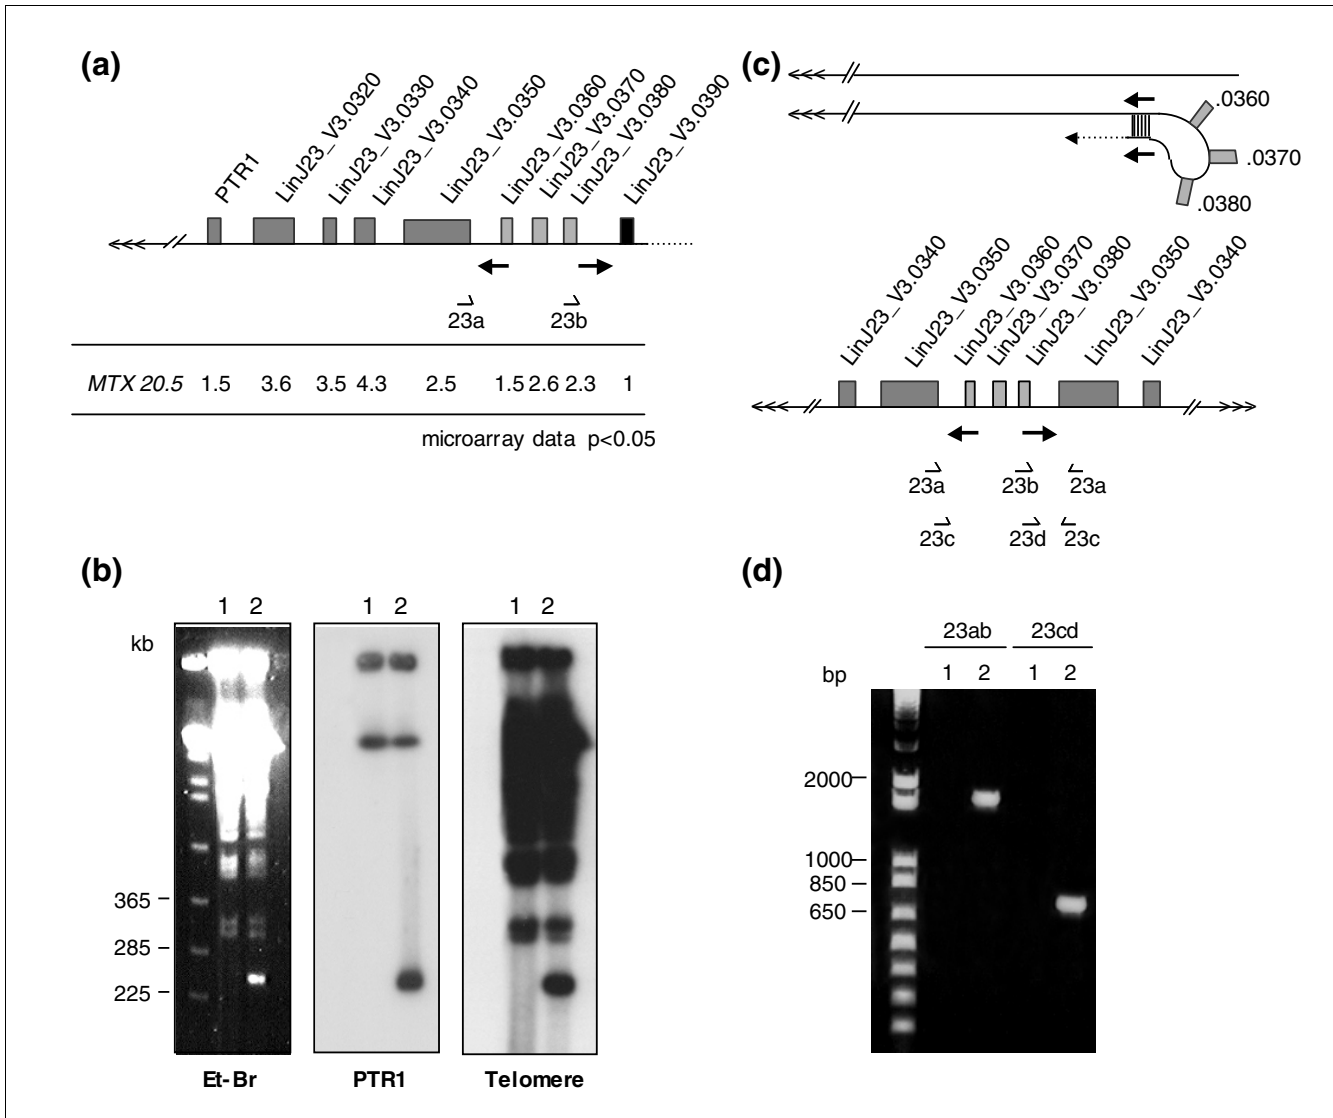 (a)
PTR1
LinJ23_V3.0320
LinJ23_V3.0330
LinJ23_V3.0340
LinJ23_V3.0350
LinJ23_V3.0360
LinJ23_V3.0370
LinJ23_V3.0380
LinJ23_V3.0390
23a 23b
MTX 20.5 1.5 3.6 3.5 4.3 2.5 1.5 2.6 2.3 1
microarray data p<0.05
(c)
.0360
.0370
.0380
LinJ23_V3.0340
LinJ23_V3.0350
LinJ23_V3.0360
LinJ23_V3.0370
LinJ23_V3.0380
LinJ23_V3.0350
LinJ23_V3.0340
23a 23b 23a
23c 23d 23c
(b)
1 2 1 2 1 2
kb
365
285
225
Et-Br PTR1 Telomere
(d)
23ab 23cd
bp 1 2 1 2
2000
1000
850
650